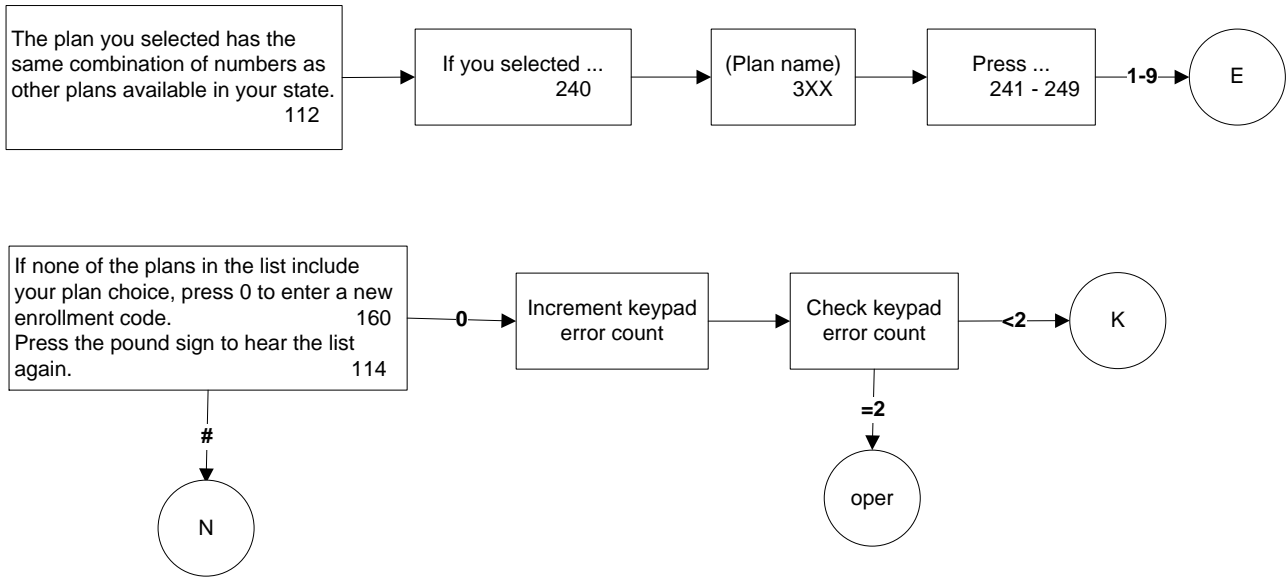 The plan you selected has the
same combination of numbers as
other plans available in your state.
112
If you selected ...
240
(Plan name)
3XX
Press ...
241 - 249
1-9
E
If none of the plans in the list include
your plan choice, press 0 to enter a new
enrollment code. 160
Press the pound sign to hear the list
again. 114
0
Increment keypad
error count
Check keypad
error count
<2
K
=2
oper
#
N